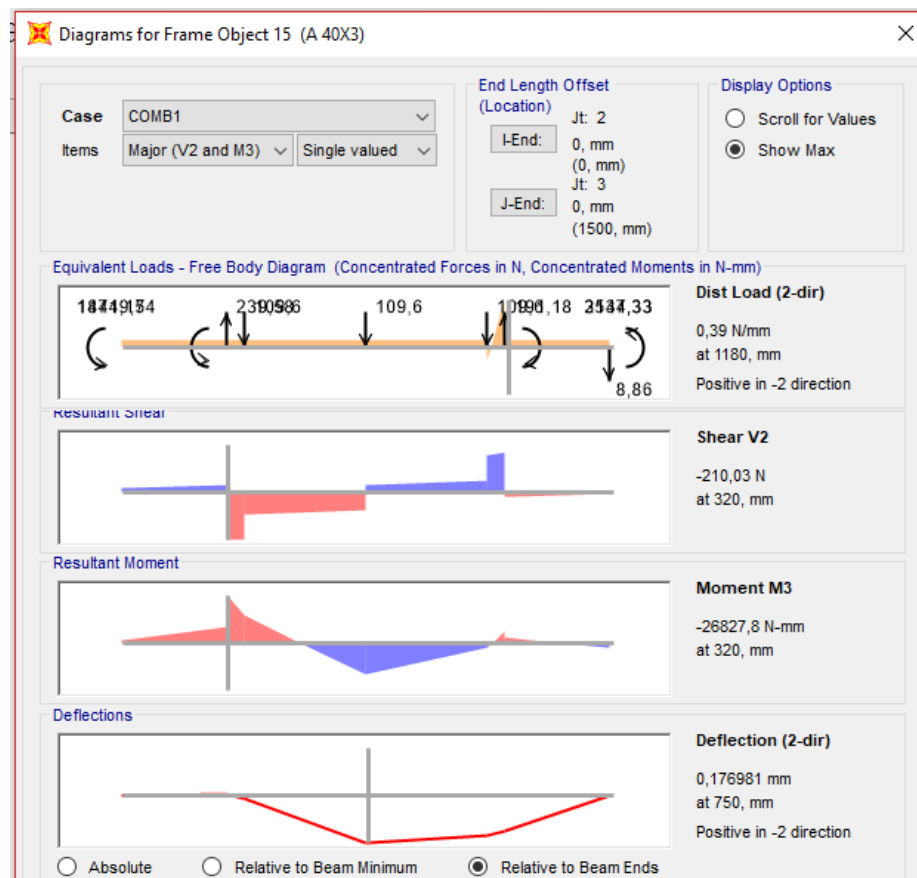 Diagrams for Frame Object 15 (A 40X3)
Case COMB1
Items Major (V2 and M3) Single valued
End Length Offset
(Location)
I-End:
Jt: 2
0, mm
(0, mm)
J-End:
Jt: 3
0, mm
(1500, mm)
Display Options
Scroll for Values
Show Max
Equivalent Loads - Free Body Diagram (Concentrated Forces in N, Concentrated Moments in N-mm)
109,6
8,86
Dist Load (2-dir)
0,39 N/mm
at 1180, mm
Positive in -2 direction
Resultant Shear
Shear V2
-210,03 N
at 320, mm
Resultant Moment
Moment M3
-26827,8 N-mm
at 320, mm
Deflections
Deflection (2-dir)
0,176981 mm
at 750, mm
Positive in -2 direction
Absolute Relative to Beam Minimum Relative to Beam Ends